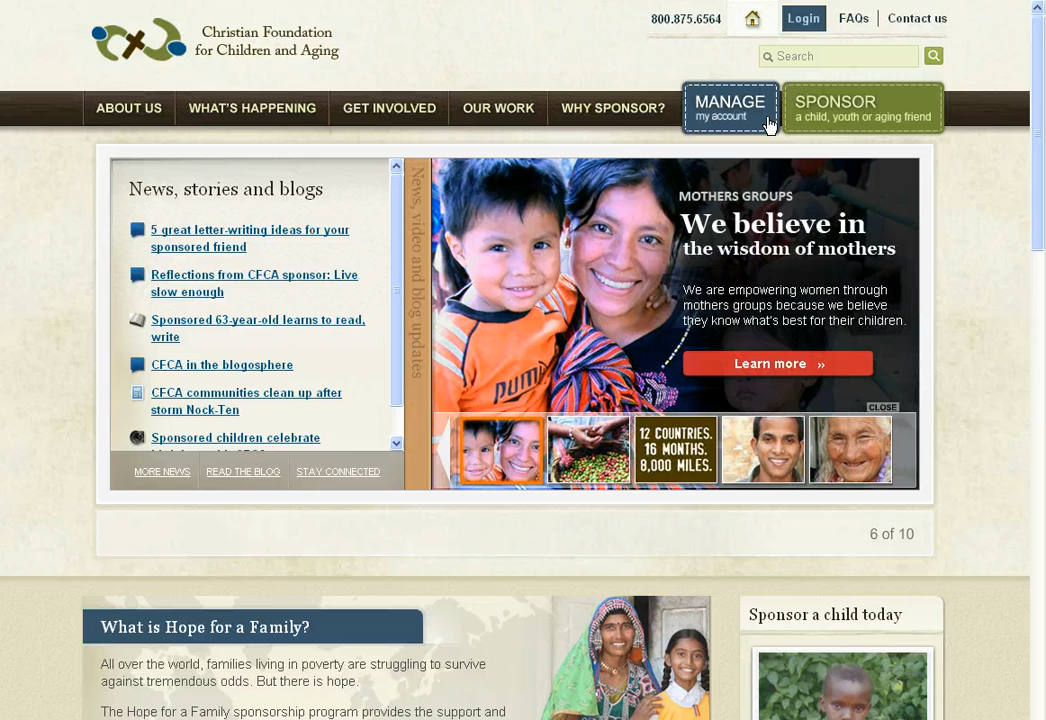 800.875.6564
Login
FAQs
Contact us
Christian Foundation
for Children and Aging
Search
ABOUT US
WHAT'S HAPPENING
GET INVOLVED
OUR WORK
WHY SPONSOR?
MANAGE
my account
SPONSOR
a child, youth or aging friend
News, stories and blogs
5 great letter-writing ideas for your
sponsored friend
Reflections from CFCA sponsor: Live
slow enough
Sponsored 63-year-old learns to read,
write
CFCA in the blogosphere
CFCA communities clean up after
storm Nock-Ten
Sponsored children celebrate
MORE NEWS
READ THE BLOG
STAY CONNECTED
News, video and blog updates
MOTHERS GROUPS
We believe in
the wisdom of mothers
We are empowering women through
mothers groups because we believe
they know what's best for their children.
Learn more »
CLOSE
12 COUNTRIES.
16 MONTHS.
8,000 MILES.
6 of 10
What is Hope for a Family?
All over the world, families living in poverty are struggling to survive
against tremendous odds. But there is hope.
The Hope for a Family sponsorship program provides the support and
Sponsor a child today